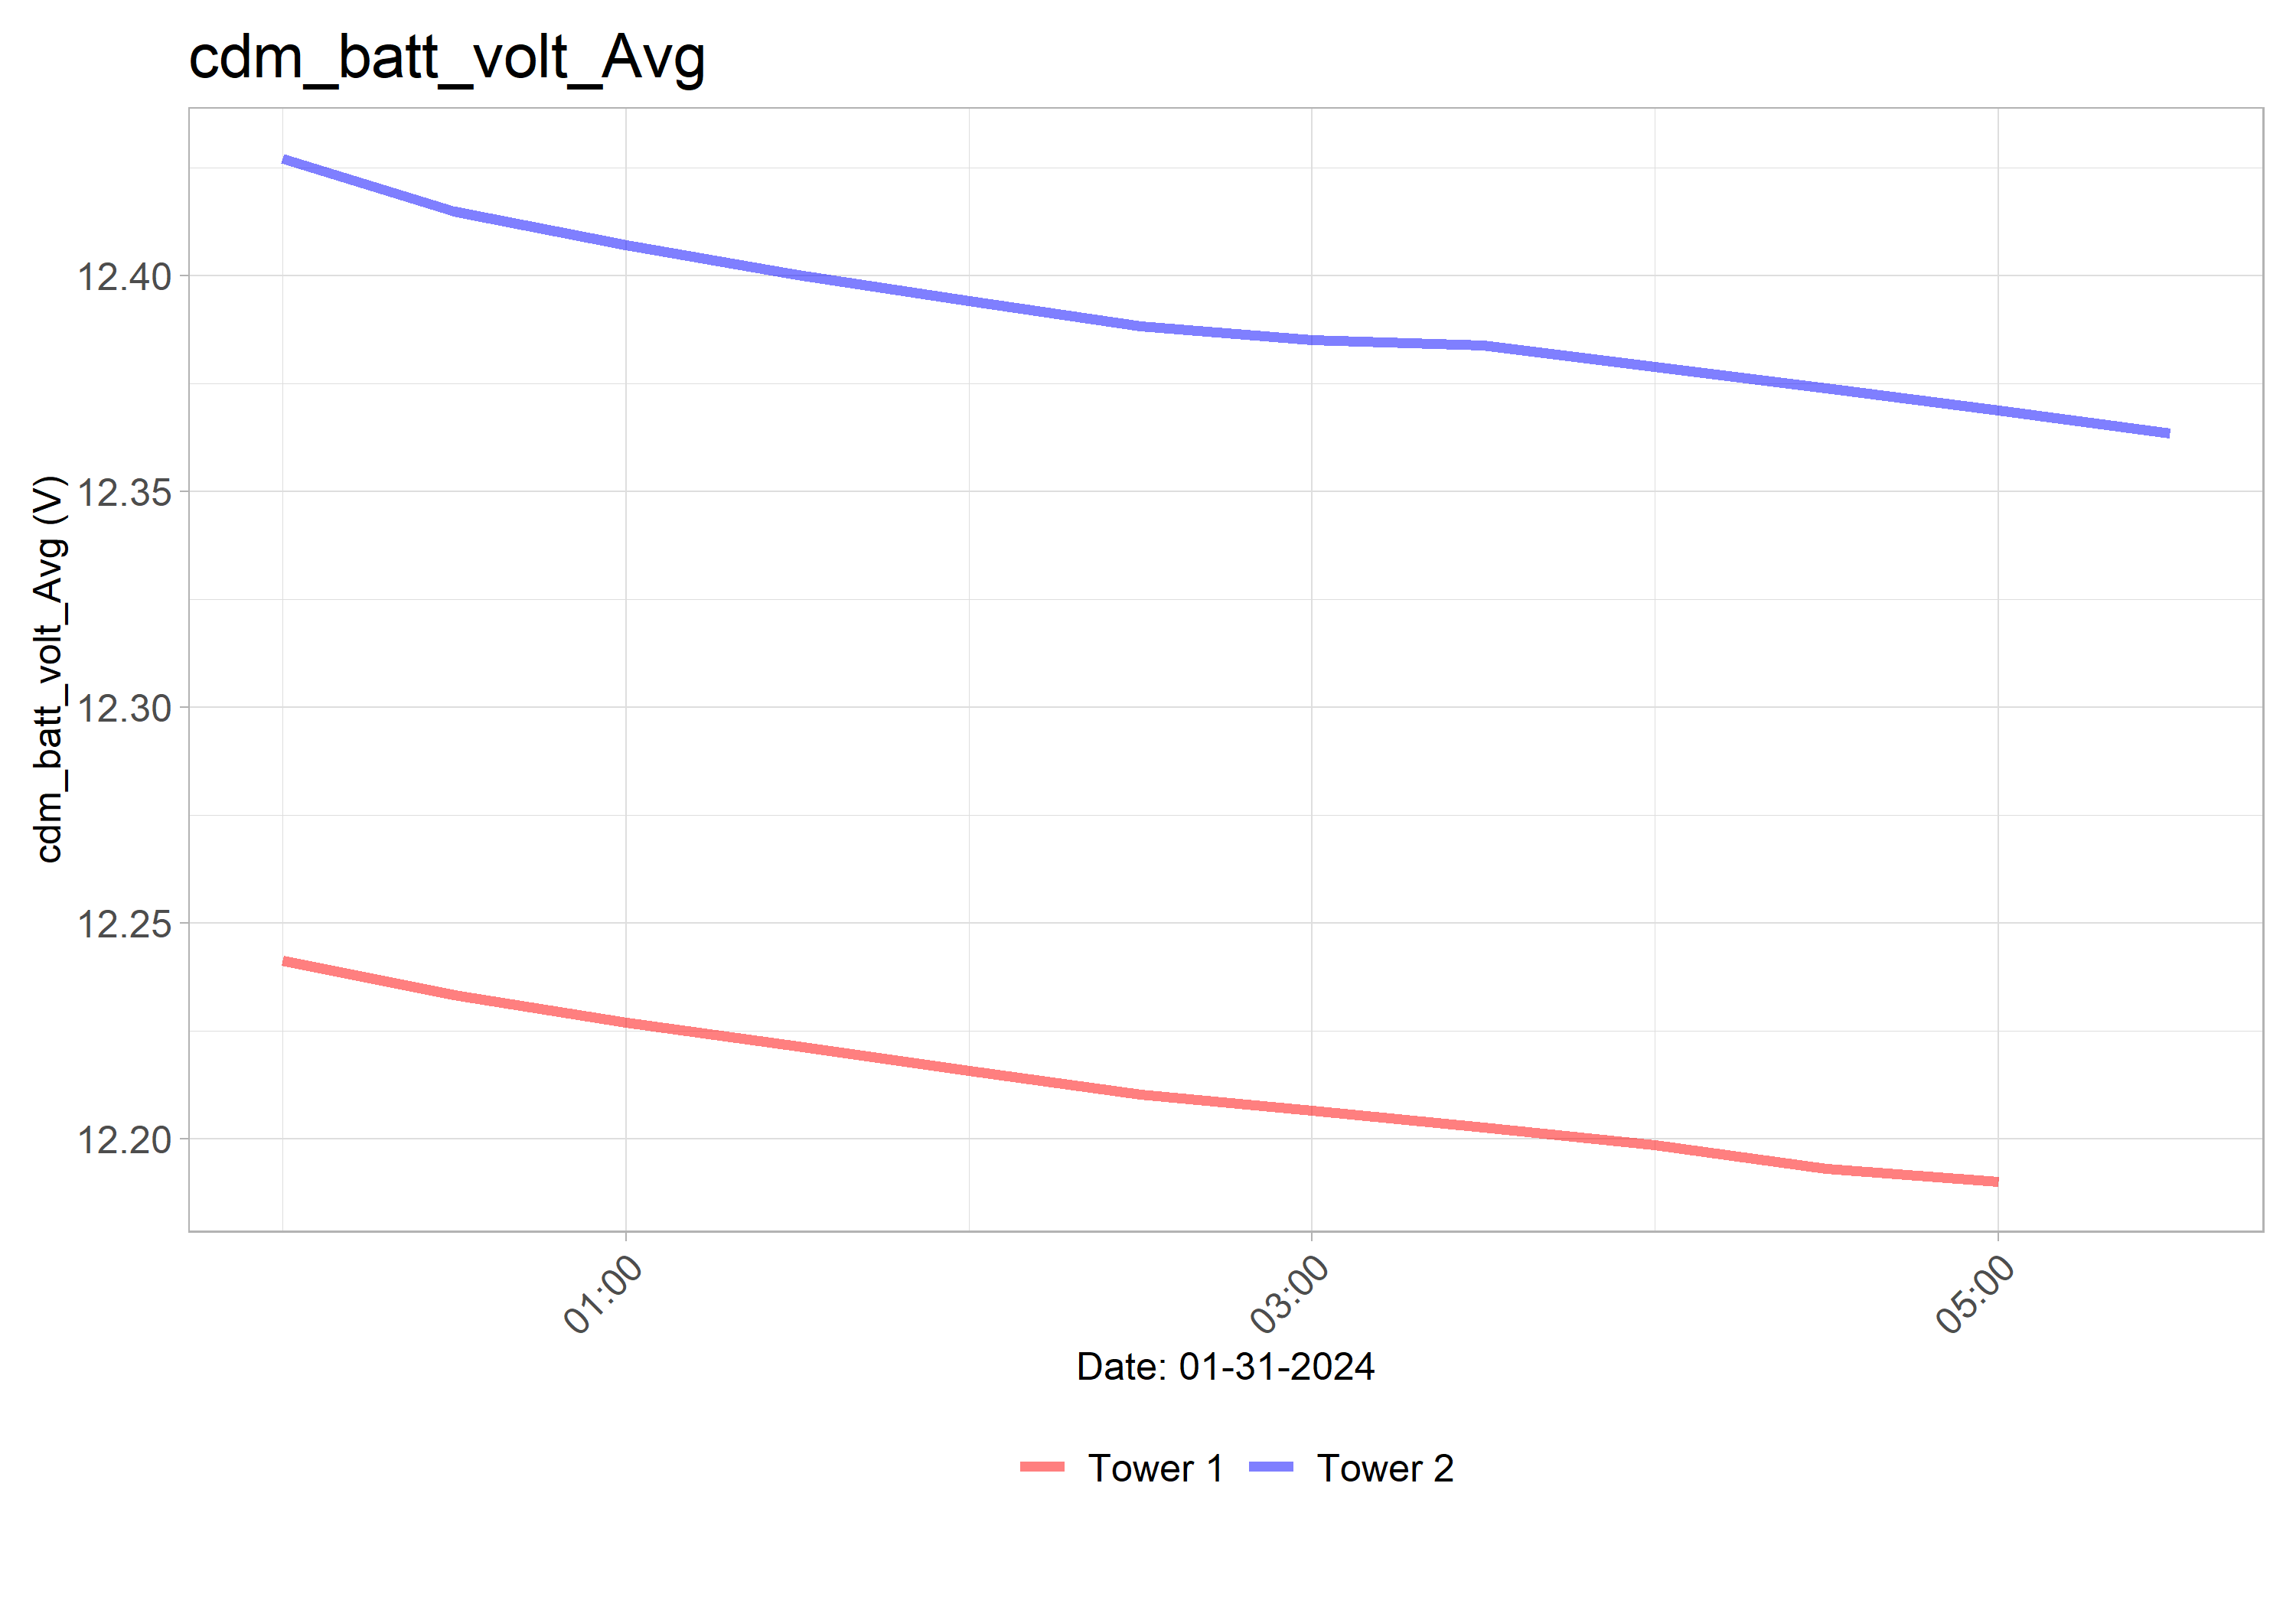 cdm_batt_volt_Avg
cdm_batt_volt_Avg (V)
12.40
12.35
12.30
12.25
12.20
01:00
03:00
05:00
Date: 01-31-2024
Tower 1
Tower 2